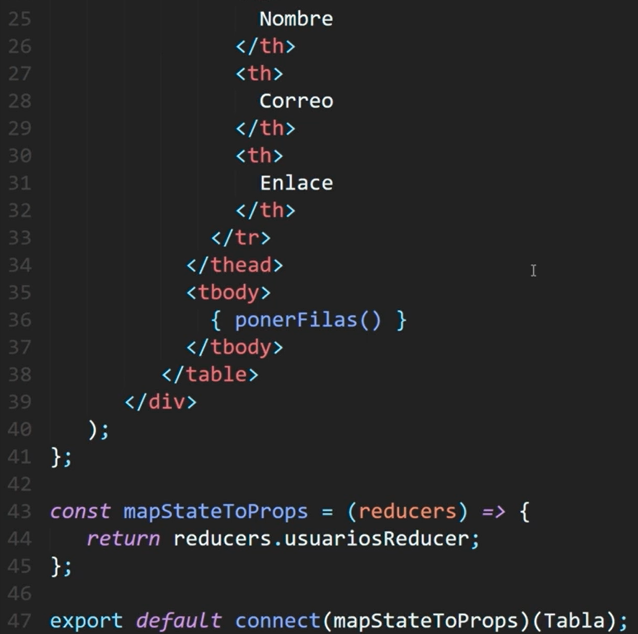 25 Nombre
26 </th>
27 <th>
28 Correo
29 </th>
30 <th>
31 Enlace
32 </th>
33 </tr>
34 </thead>
35 <tbody>
36 { ponerFilas() }
37 </tbody>
38 </table>
39 </div>
40 );
41 };
42
43 const mapStateToProps = (reducers) => {
44 return reducers.usuariosReducer;
45 };
46
47 export default connect(mapStateToProps)(Tabla);